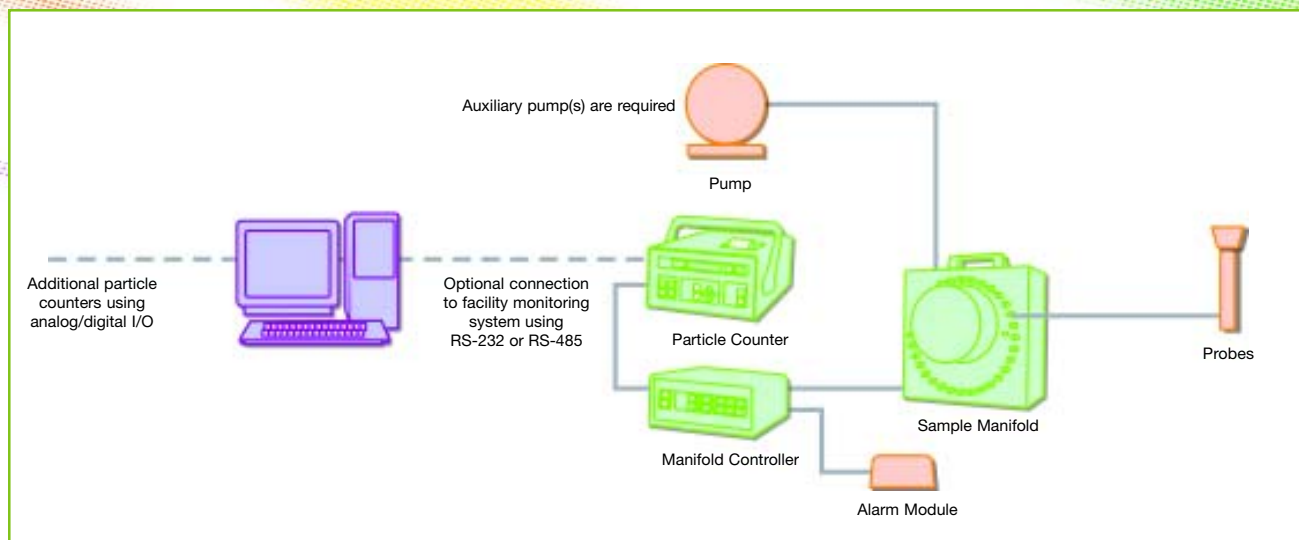 Auxiliary pump(s) are required
Pump
Additional particle
counters using
analog/digital I/O
Optional connection
to facility monitoring
system using
RS-232 or RS-485
Particle Counter
Probes
Sample Manifold
Manifold Controller
Alarm Module